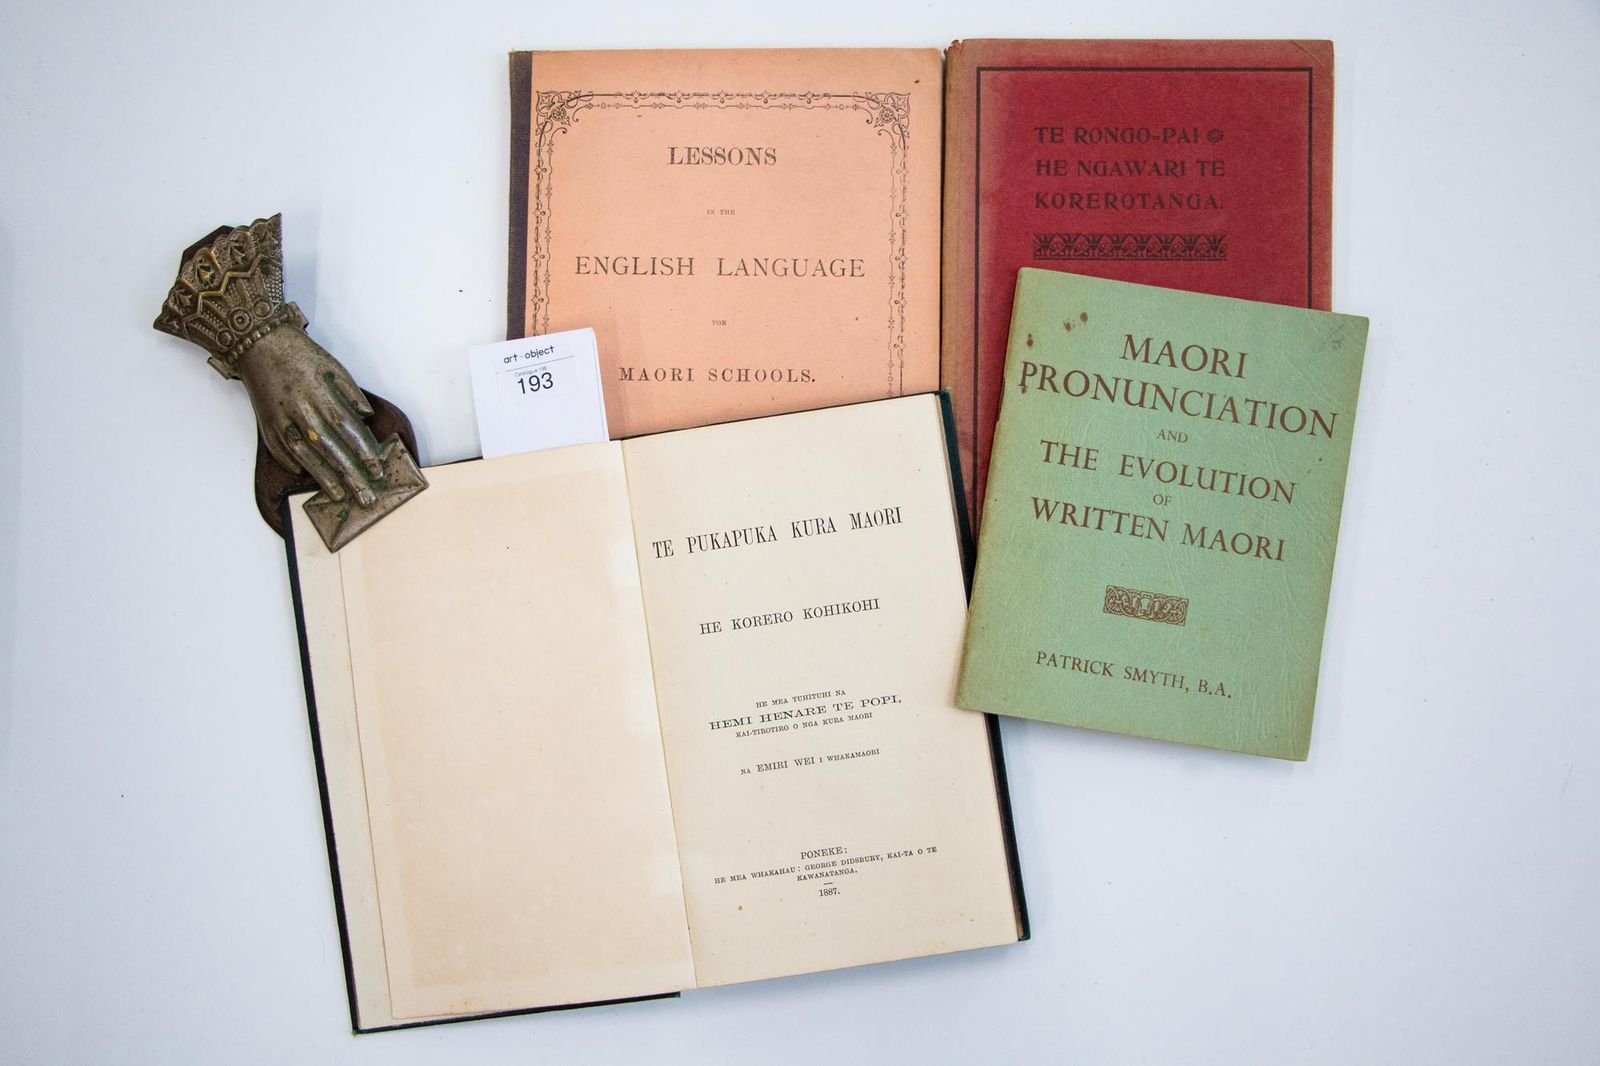 LESSONS
IN THE
ENGLISH LANGUAGE
FOR
MAORI SCHOOLS.
TE RONGO-PAI
HE NGAWARI TE
KOREROTANGA.
art - object
Catalogue 196
193
MAORI
PRONUNCIATION
AND
THE EVOLUTION
OF
WRITTEN MAORI
PATRICK SMYTH, B.A.
TE PUKAPUKA KURA MAORI
HE KORERO KOHIKOHI
HE MEA TUHITUHI NA
HEMI HENARE TE POPI,
KAI-TIROTIRO O NGA KURA MAORI
NA EMIRI WEI I WHAKAMAORI
PONEKE:
HE MEA WHAKAHAU: GEORGE DIDSBURY, KAI-TA O TE
KAWANATANGA.
1887.